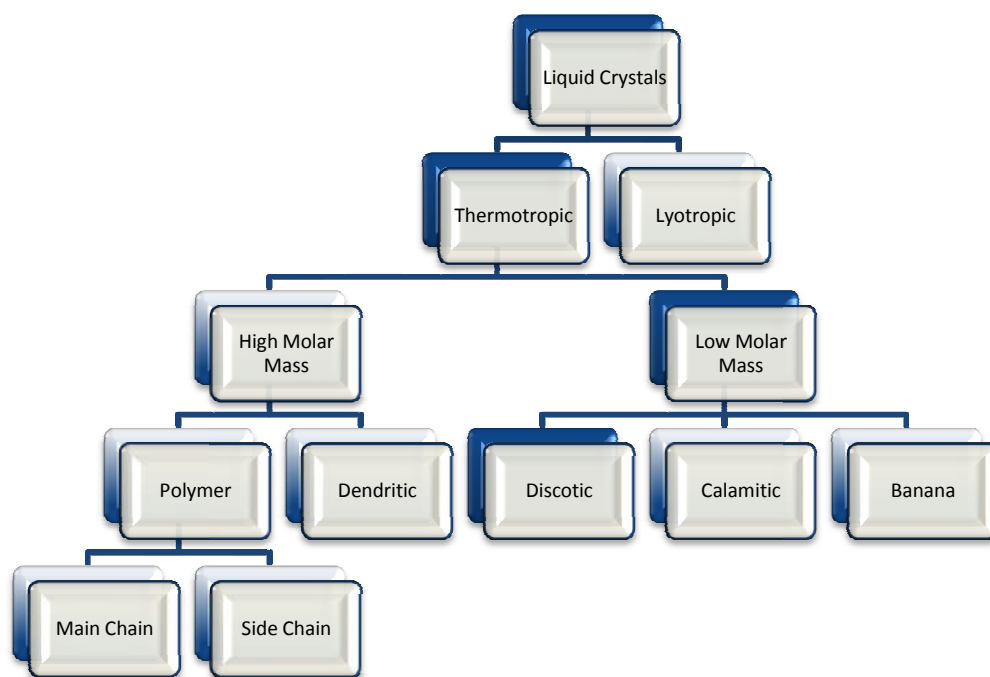 Liquid Crystals
Thermotropic
Lyotropic
High Molar
Mass
Low Molar
Mass
Polymer
Dendritic
Discotic
Calamitic
Banana
Main Chain
Side Chain